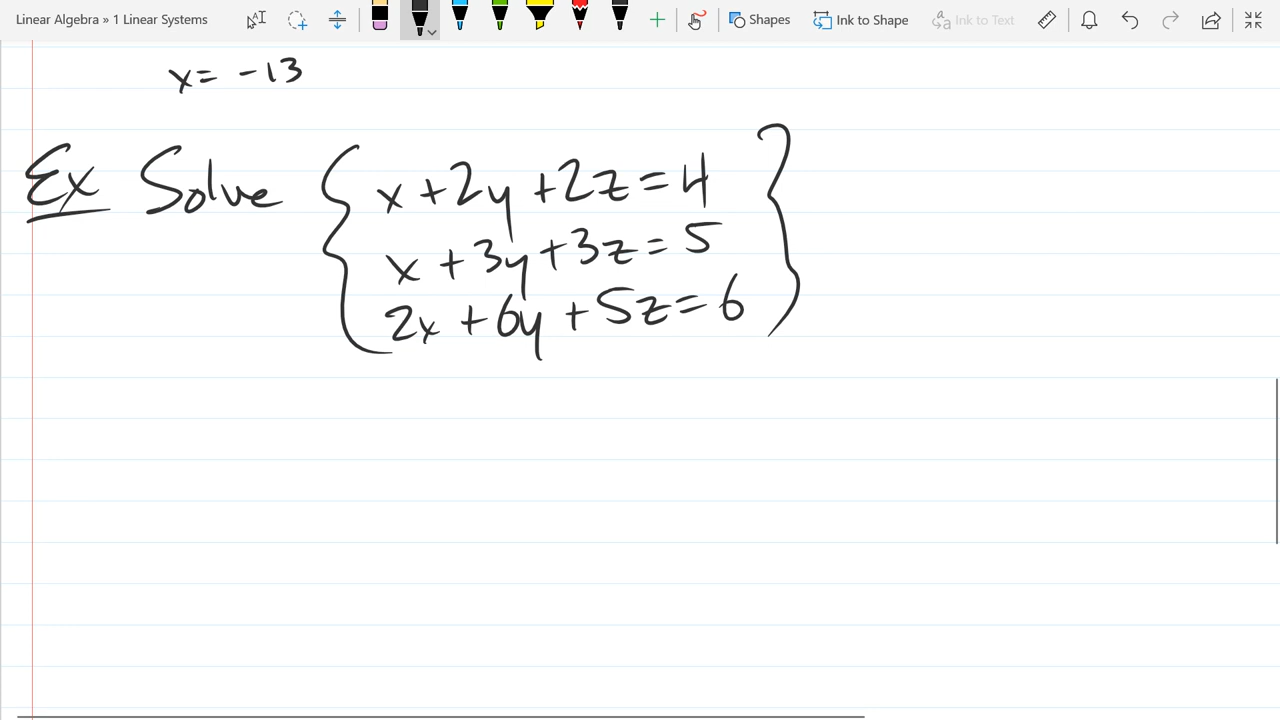 Linear Algebra » 1 Linear Systems
Shapes
Ink to Shape
Ink to Text
x = -13
Ex Solve { x + 2y + 2z = 4 }
x + 3y + 3z = 5
2x + 6y + 5z = 6